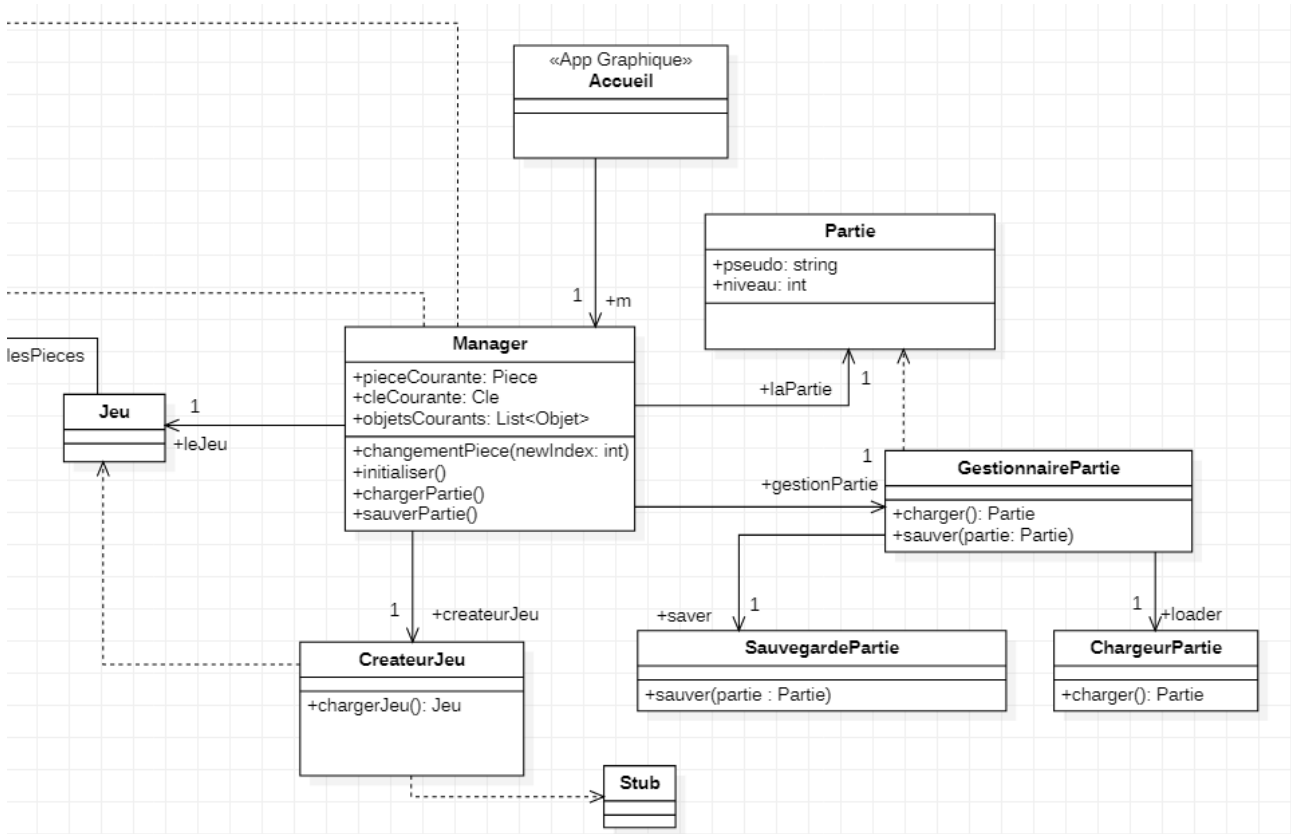 «App Graphique»
Accueil
1
+m
Partie
+pseudo: string
+niveau: int
lesPieces
Jeu
1
+leJeu
Manager
+pieceCourante: Piece
+cleCourante: Cle
+objetsCourants: List<Objet>
+changementPiece(newIndex: int)
+initialiser()
+chargerPartie()
+sauverPartie()
+laPartie
1
1
+gestionPartie
GestionnairePartie
+charger(): Partie
+sauver(partie: Partie)
1
+createurJeu
CreateurJeu
+chargerJeu(): Jeu
+saver
1
SauvegardePartie
+sauver(partie : Partie)
1
+loader
ChargeurPartie
+charger(): Partie
Stub